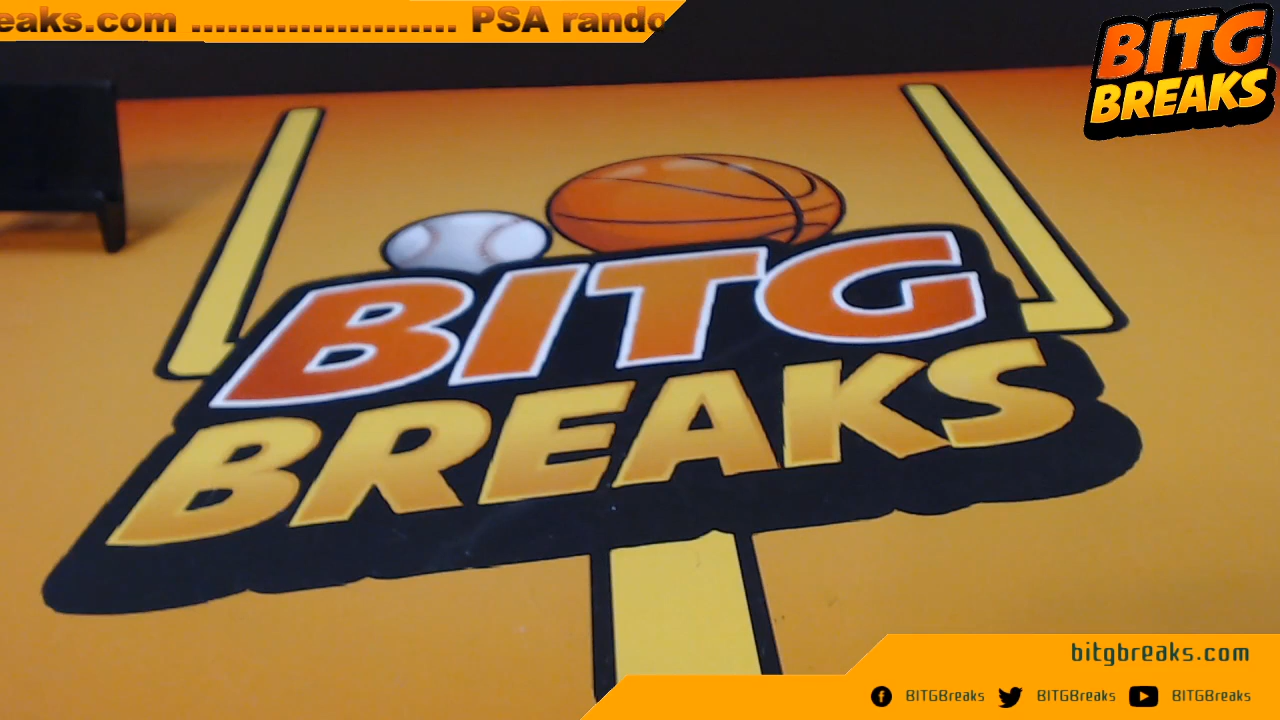 eaks.com ...................... PSA rando
BITG
BREAKS
BITG
BREAKS
bitgbreaks.com
BITGBreaks BITGBreaks BITGBreaks